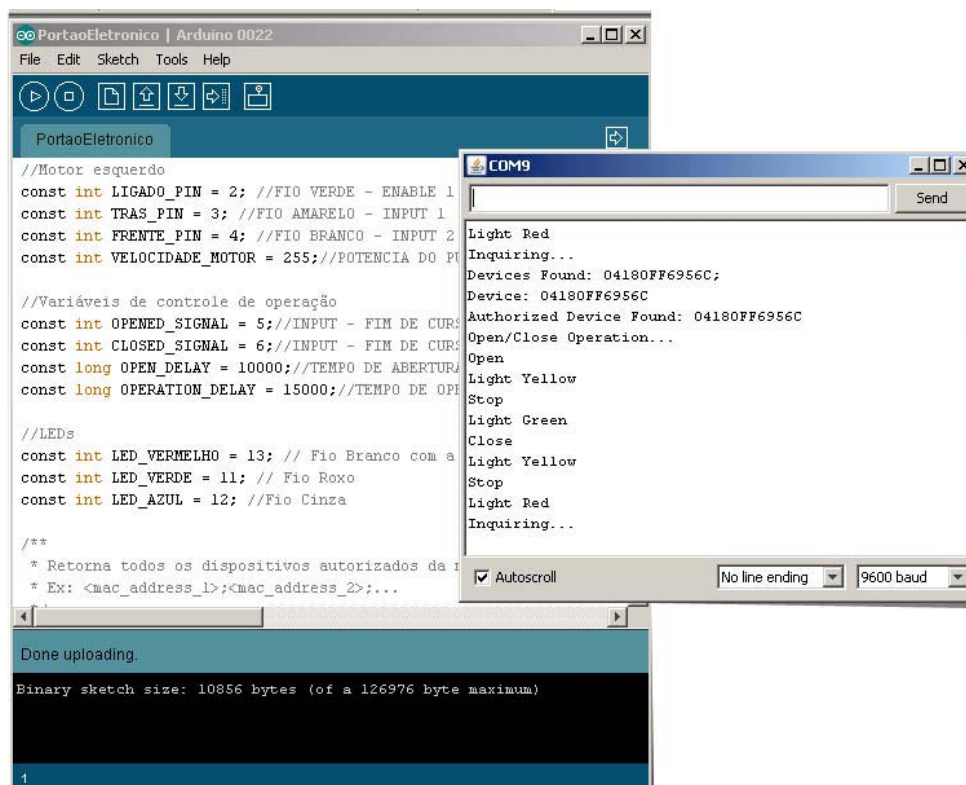 PortaoEletronico | Arduino 0022
File Edit Sketch Tools Help
PortaoEletronico
//Motor esquerdo
const int LIGADO_PIN = 2; //FIO VERDE - ENABLE 1
const int TRAS_PIN = 3; //FIO AMARELO - INPUT 1
const int FRENTE_PIN = 4; //FIO BRANCO - INPUT 2
const int VELOCIDADE_MOTOR = 255;//POTENCIA DO
//Variáveis de controle de operação
const int OPENED_SIGNAL = 5;//INPUT - FIM DE
const int CLOSED_SIGNAL = 6;//INPUT - FIM DE
const long OPEN_DELAY = 10000;//TEMPO DE ABERTURA
const long OPERATION_DELAY = 15000;//TEMPO DE
//LEDs
const int LED_VERMELHO = 13; // Fio Branco com a
const int LED_VERDE = 11; // Fio Roxo
const int LED_AZUL = 12; //Fio Cinza
/**
* Retorna todos os dispositivos autorizados da
* Ex: <mac_address_1>;<mac_address_2>;...
Done uploading.
Binary sketch size: 10856 bytes (of a 126976 byte maximum)
1
COM9
Send
Light Red
Inquiring...
Devices Found: 04180FF6956C;
Device: 04180FF6956C
Authorized Device Found: 04180FF6956C
Open/Close Operation...
Open
Light Yellow
Stop
Light Green
Close
Light Yellow
Stop
Light Red
Inquiring...
Autoscroll
No line ending
9600 baud